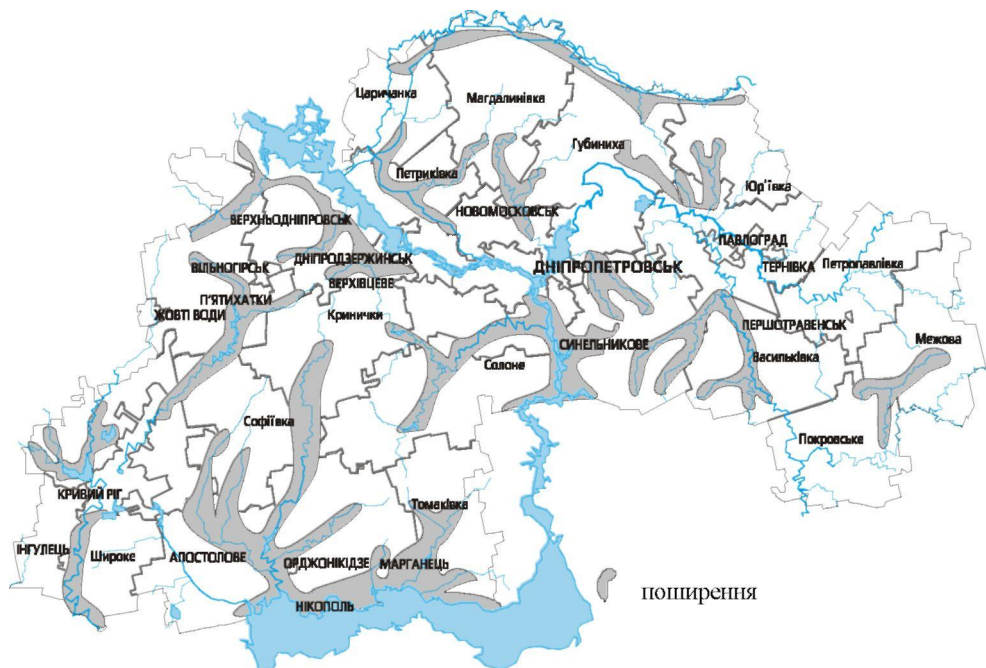 Царичанка
Магдалинівка
Губиниха
Петриківка
Юр'ївка
НОВОМОСКОВСЬК
ВЕРХНЬОДНІПРОВСЬК
ПАВЛОГРАД
ДНІПРОДЗЕРЖИНСЬК
ДНІПРОПЕТРОВСЬК
ТЕРНІВКА
Петропавлівка
ВІЛЬНОГІРСЬК
ВЕРХІВЦЕВЕ
П'ЯТИХАТКИ
ЖОВТІ ВОДИ
Кринички
ПЕРШОТРАВЕНСЬК
Межова
СИНЕЛЬНИКОВЕ
Солоне
Васильківка
Софіївка
Покровське
КРИВИЙ РІГ
Томаківка
ІНГУЛЕЦЬ
Широке
АПОСТОЛОВЕ
ОРДЖОНІКІДЗЕ
МАРГАНЕЦЬ
НІКОПОЛЬ
поширення